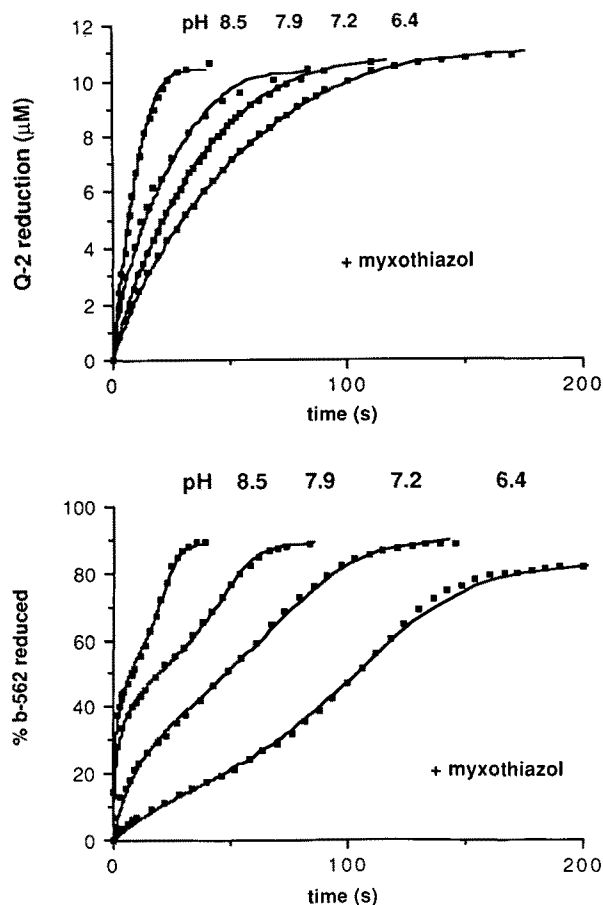 pH 8.5 7.9 7.2 6.4
12
10
8
6
4
2
0
Q-2 reduction (μM)
+ myxothiazol
0 100 200
time (s)
pH 8.5 7.9 7.2 6.4
100
80
60
40
20
0
% b-562 reduced
+ myxothiazol
0 100 200
time (s)